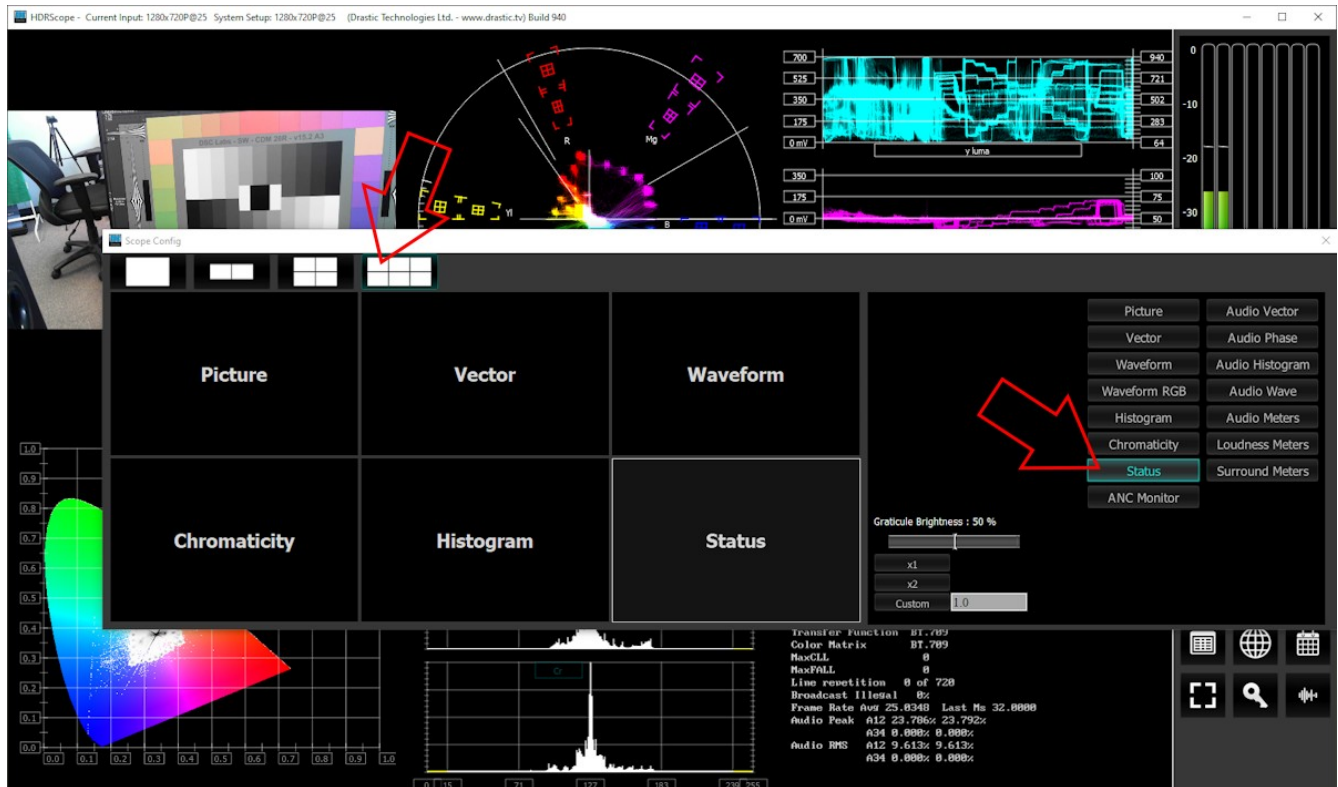 HDRScope - Current Input: 1280x720P@25 System Setup: 1280x720P@25 (Drastic Technologies Ltd. - www.drastic.tv) Build 940
DSC Labs - SW - CDM 28R - v15.2 A3
R
Mg
Yl
B
700
525
350
175
0 mV
940
721
502
283
64
y luma
350
175
0 mV
100
75
50
0
-10
-20
-30
Scope Config
Picture
Vector
Waveform
Chromaticity
Histogram
Status
Picture
Audio Vector
Vector
Audio Phase
Waveform
Audio Histogram
Waveform RGB
Audio Wave
Histogram
Audio Meters
Chromaticity
Loudness Meters
Status
Surround Meters
ANC Monitor
Graticule Brightness : 50 %
x1
x2
Custom
1.0
1.0
0.9
0.8
0.7
0.6
0.5
0.4
0.3
0.2
0.1
0.0
0.0 0.1 0.2 0.3 0.4 0.5 0.6 0.7 0.8 0.9 1.0
Cr
0 15 71 127 183 239 255
Transfer Function BT.709
Color Matrix BT.709
MaxCLL 0
MaxFALL 0
Line repetition 0 of 720
Broadcast Illegal 0%
Frame Rate Avg 25.0348 Last Ms 32.0000
Audio Peak A12 23.786% 23.792%
A34 0.000% 0.000%
Audio RMS A12 9.613% 9.613%
A34 0.000% 0.000%